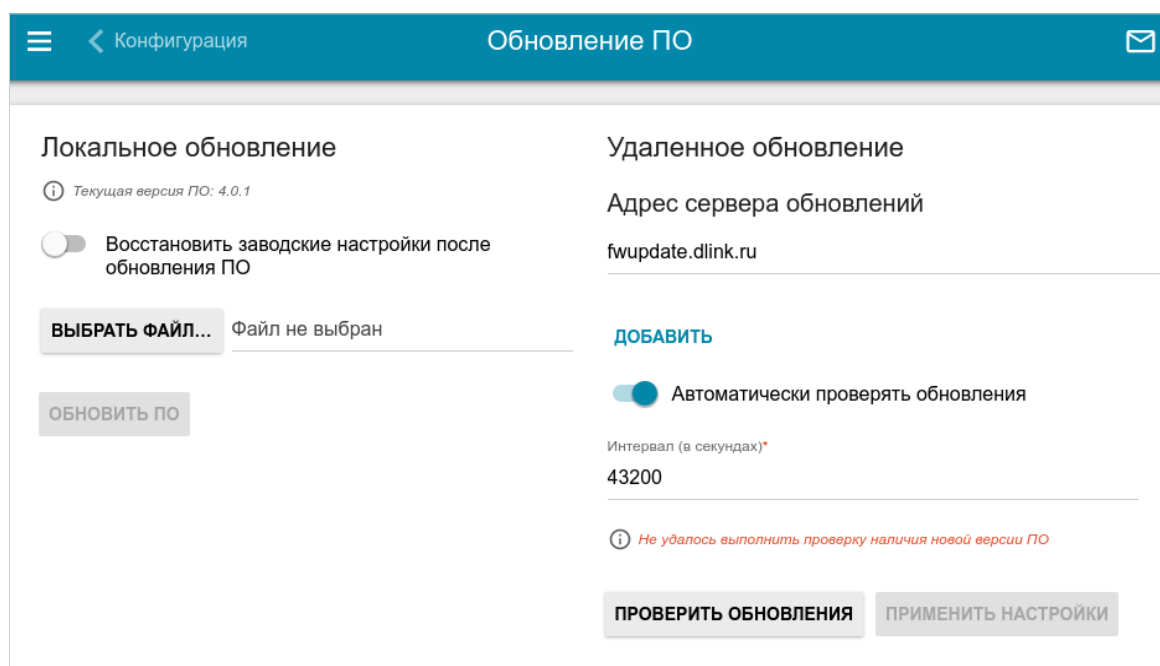 Конфигурация
Обновление ПО
Локальное обновление
Текущая версия ПО: 4.0.1
Восстановить заводские настройки после
обновления ПО
ВЫБРАТЬ ФАЙЛ... Файл не выбран
ОБНОВИТЬ ПО
Удаленное обновление
Адрес сервера обновлений
fwupdate.dlink.ru
ДОБАВИТЬ
Автоматически проверять обновления
Интервал (в секундах)*
43200
Не удалось выполнить проверку наличия новой версии ПО
ПРОВЕРИТЬ ОБНОВЛЕНИЯ ПРИМЕНИТЬ НАСТРОЙКИ